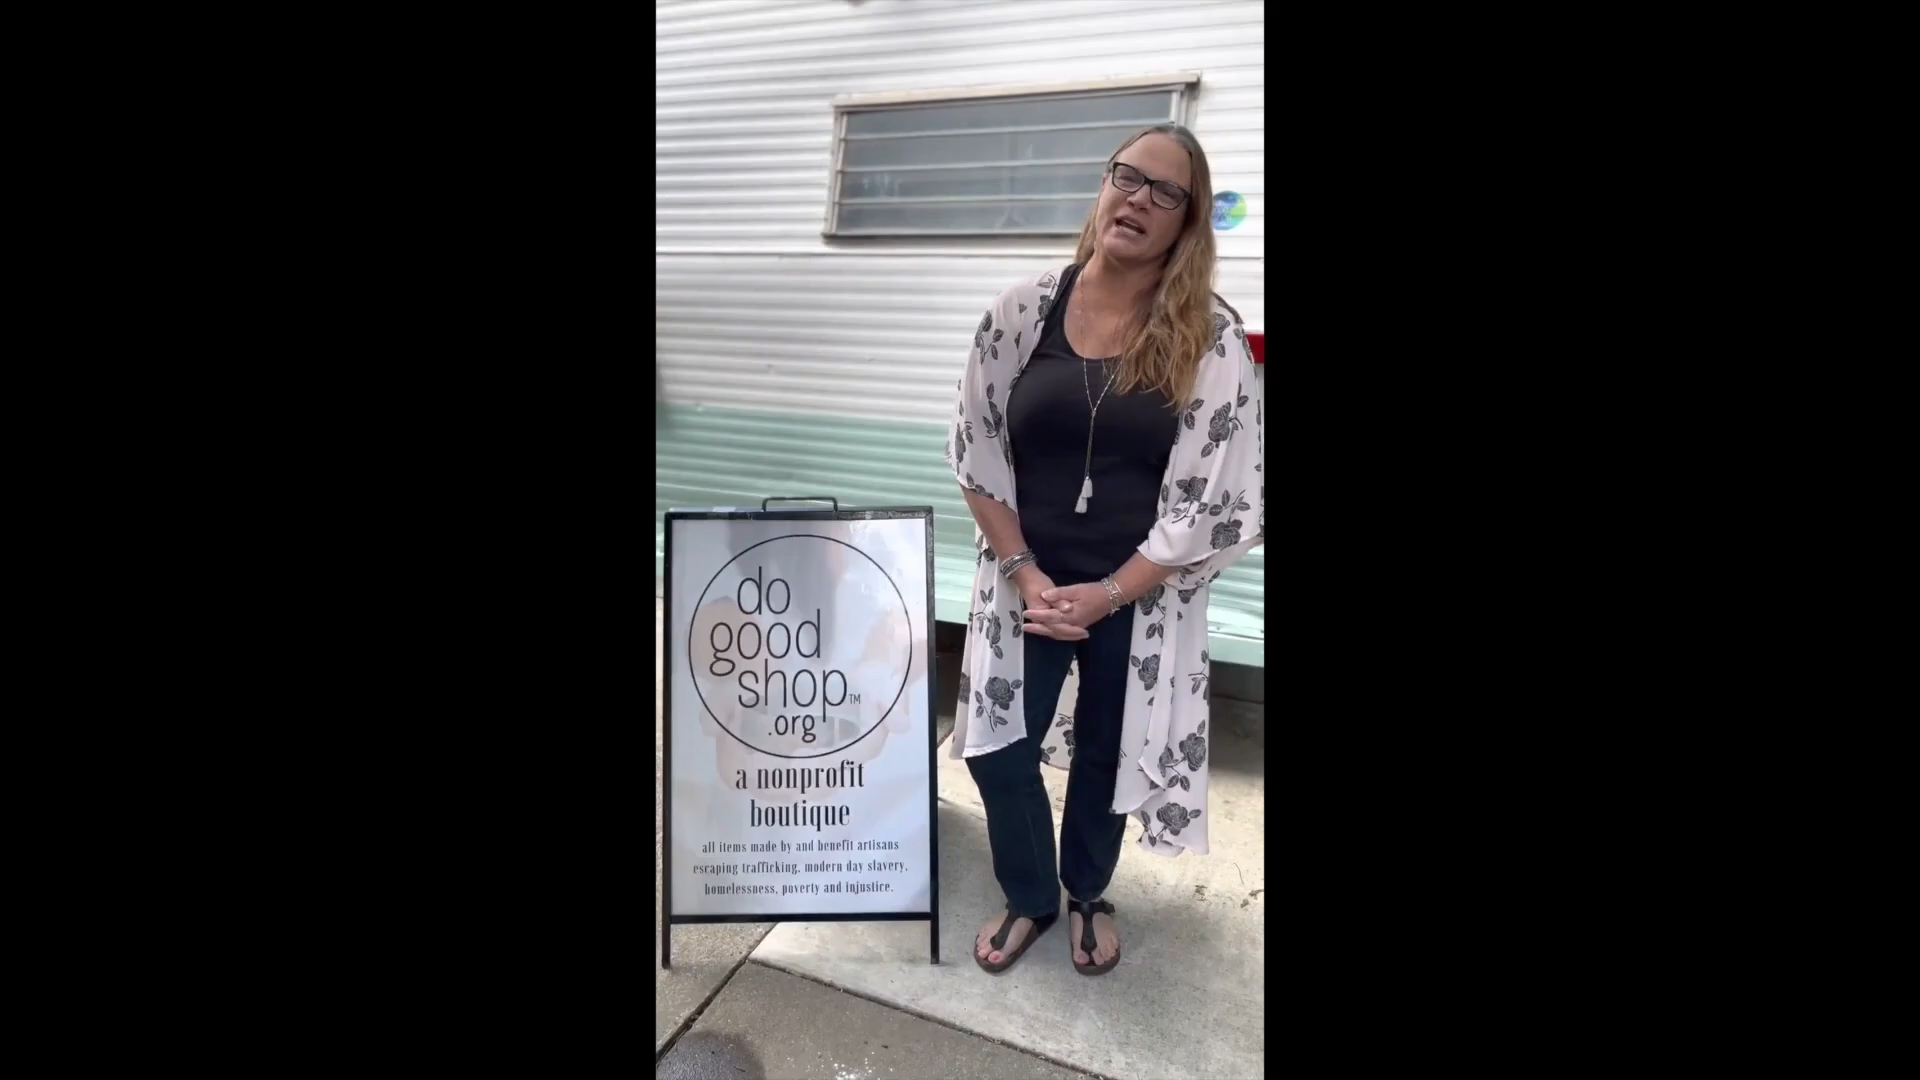 do
good
shop™
.org
a nonprofit
boutique
all items made by and benefit artisans
escaping trafficking, modern day slavery,
homelessness, poverty and injustice.